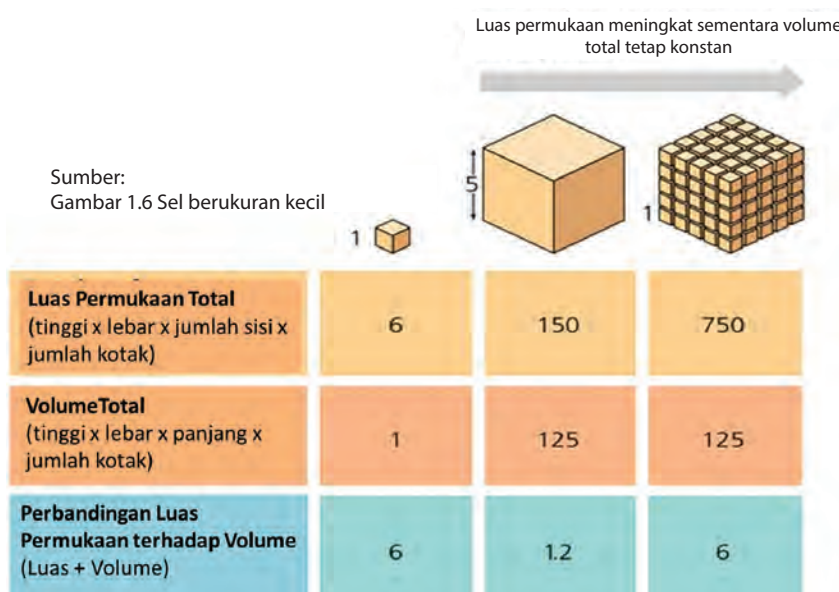 Luas permukaan meningkat sementara volume
total tetap konstan
Sumber:
Gambar 1.6 Sel berukuran kecil
1
5
1
Luas Permukaan Total
(tinggi x lebar x jumlah sisi x
jumlah kotak)
6
150
750
VolumeTotal
(tinggi x lebar x panjang x
jumlah kotak)
1
125
125
Perbandingan Luas
Permukaan terhadap Volume
(Luas + Volume)
6
1.2
6